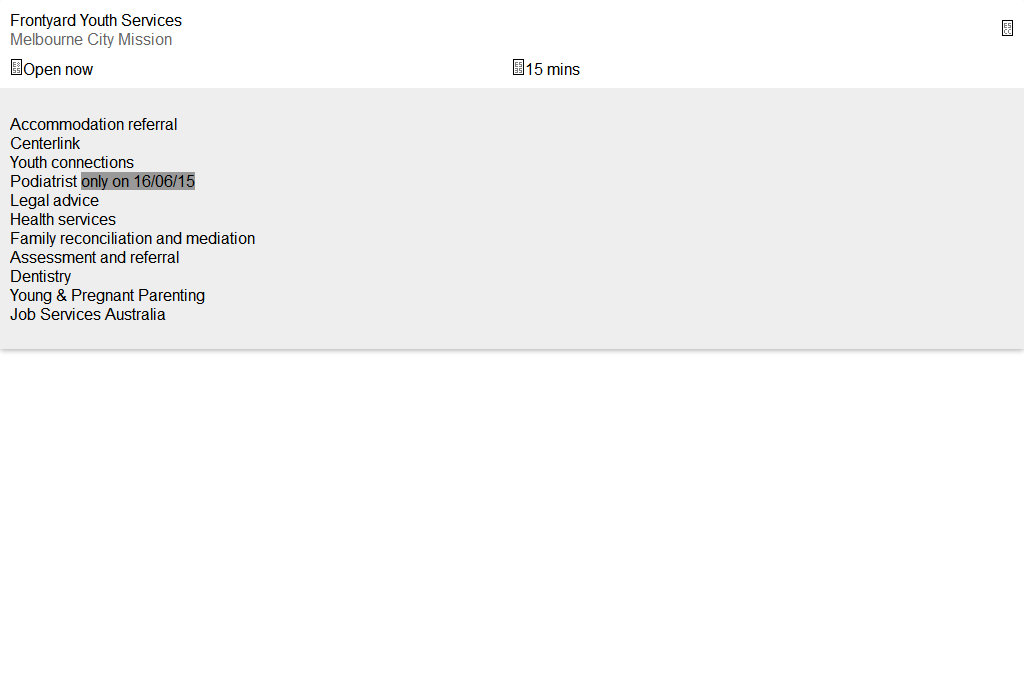 Frontyard Youth Services
Melbourne City Mission
Open now
15 mins
Accommodation referral
Centerlink
Youth connections
Podiatrist only on 16/06/15
Legal advice
Health services
Family reconciliation and mediation
Assessment and referral
Dentistry
Young & Pregnant Parenting
Job Services Australia